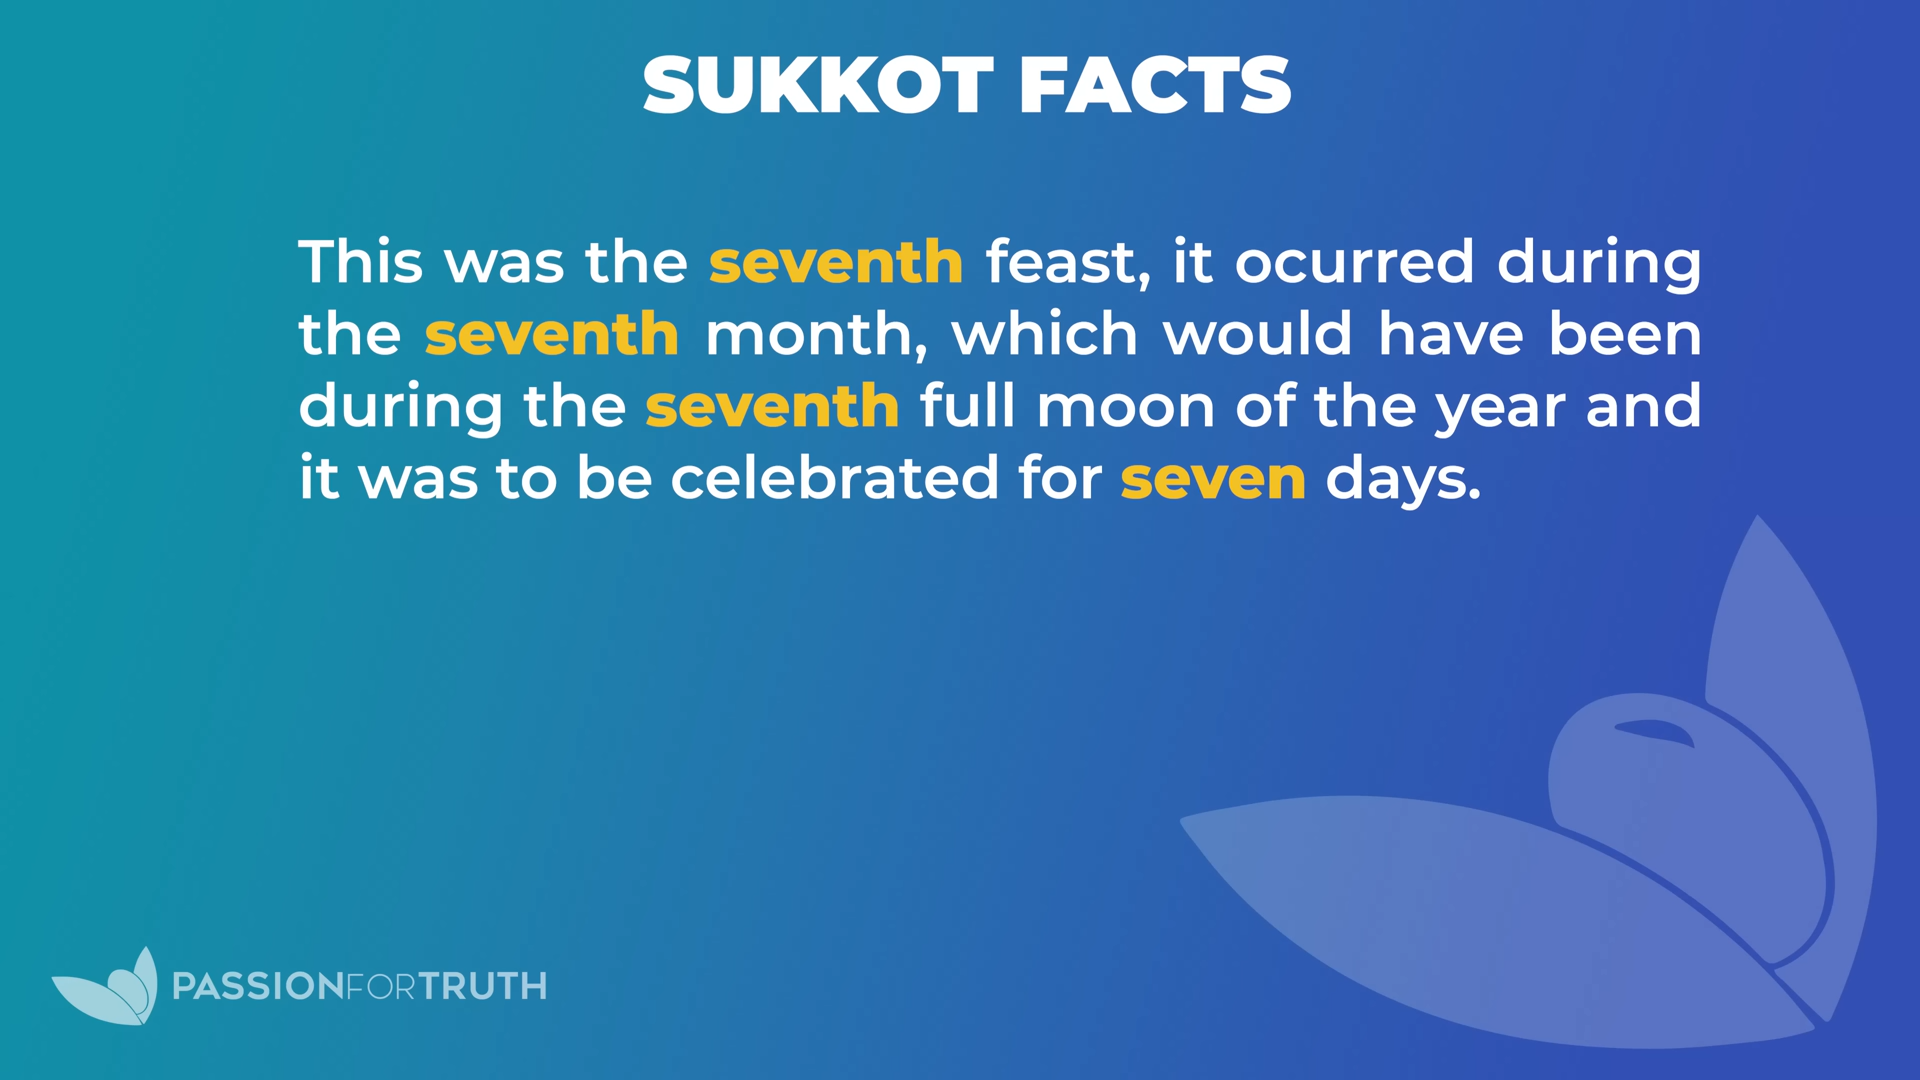 SUKKOT FACTS
This was the seventh feast, it ocurred during
the seventh month, which would have been
during the seventh full moon of the year and
it was to be celebrated for seven days.
PASSIONFORTRUTH